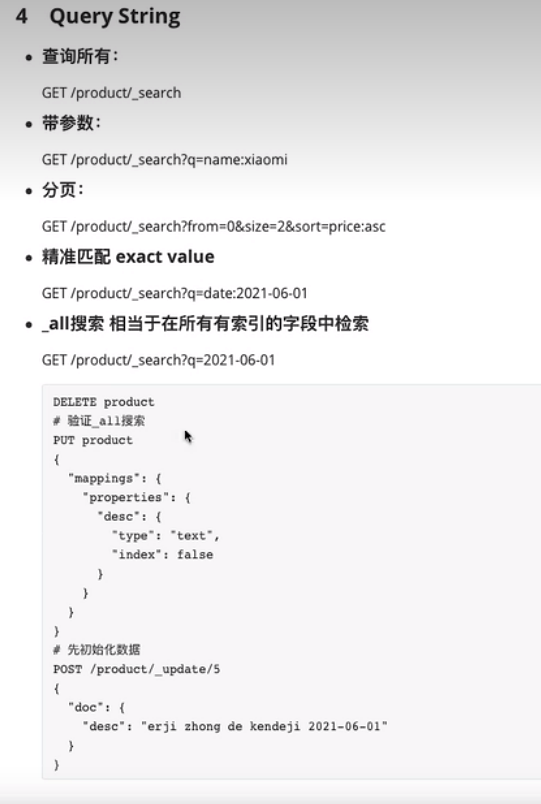 4 Query String
• 查询所有：
GET /product/_search
• 带参数：
GET /product/_search?q=name:xiaomi
• 分页：
GET /product/_search?from=0&size=2&sort=price:asc
• 精准匹配 exact value
GET /product/_search?q=date:2021-06-01
• _all搜索 相当于在所有有索引的字段中检索
GET /product/_search?q=2021-06-01
DELETE product
# 验证_all搜索
PUT product
{
  "mappings": {
    "properties": {
      "desc": {
        "type": "text",
        "index": false
      }
    }
  }
}
# 先初始化数据
POST /product/_update/5
{
  "doc": {
    "desc": "erji zhong de kendeji 2021-06-01"
  }
}